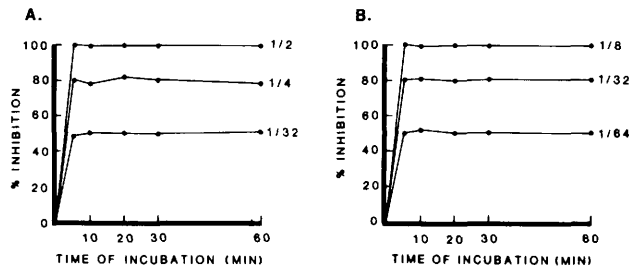 A.
% INHIBITION
100
80
60
40
20
0
1/2
1/4
1/32
10 20 30 60
TIME OF INCUBATION (MIN)
B.
% INHIBITION
100
80
60
40
20
0
1/8
1/32
1/64
10 20 30 60
TIME OF INCUBATION (MIN)